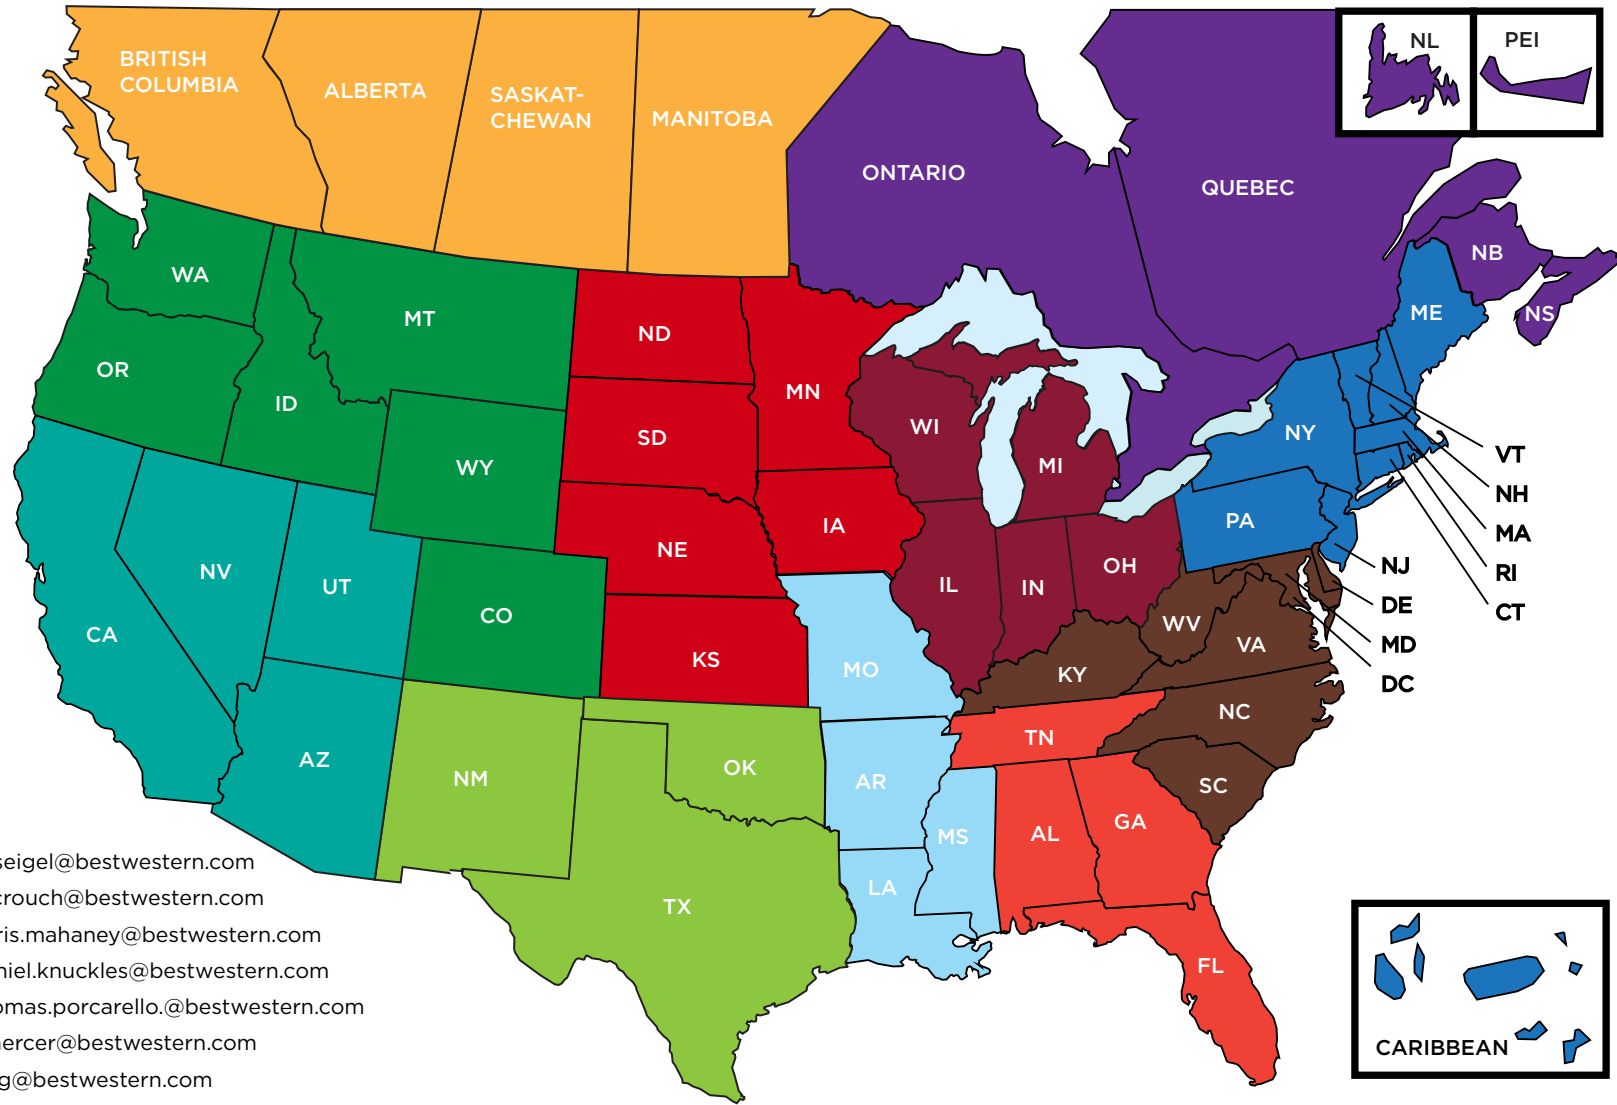 BRITISH
COLUMBIA
ALBERTA
SASKAT-
CHEWAN
MANITOBA
ONTARIO
QUEBEC
NL
PEI
NB
NS
WA
MT
ND
MN
ME
OR
ID
WY
SD
WI
MI
NY
VT
NH
MA
RI
CT
NV
UT
CO
NE
IA
IL
IN
OH
PA
NJ
DE
MD
DC
CA
KS
MO
KY
WV
VA
AZ
NM
OK
AR
TN
NC
SC
TX
LA
MS
AL
GA
FL
seigel@bestwestern.com
crouch@bestwestern.com
ris.mahaney@bestwestern.com
niel.knuckles@bestwestern.com
omas.porcarello.@bestwestern.com
nercer@bestwestern.com
g@bestwestern.com
CARIBBEAN